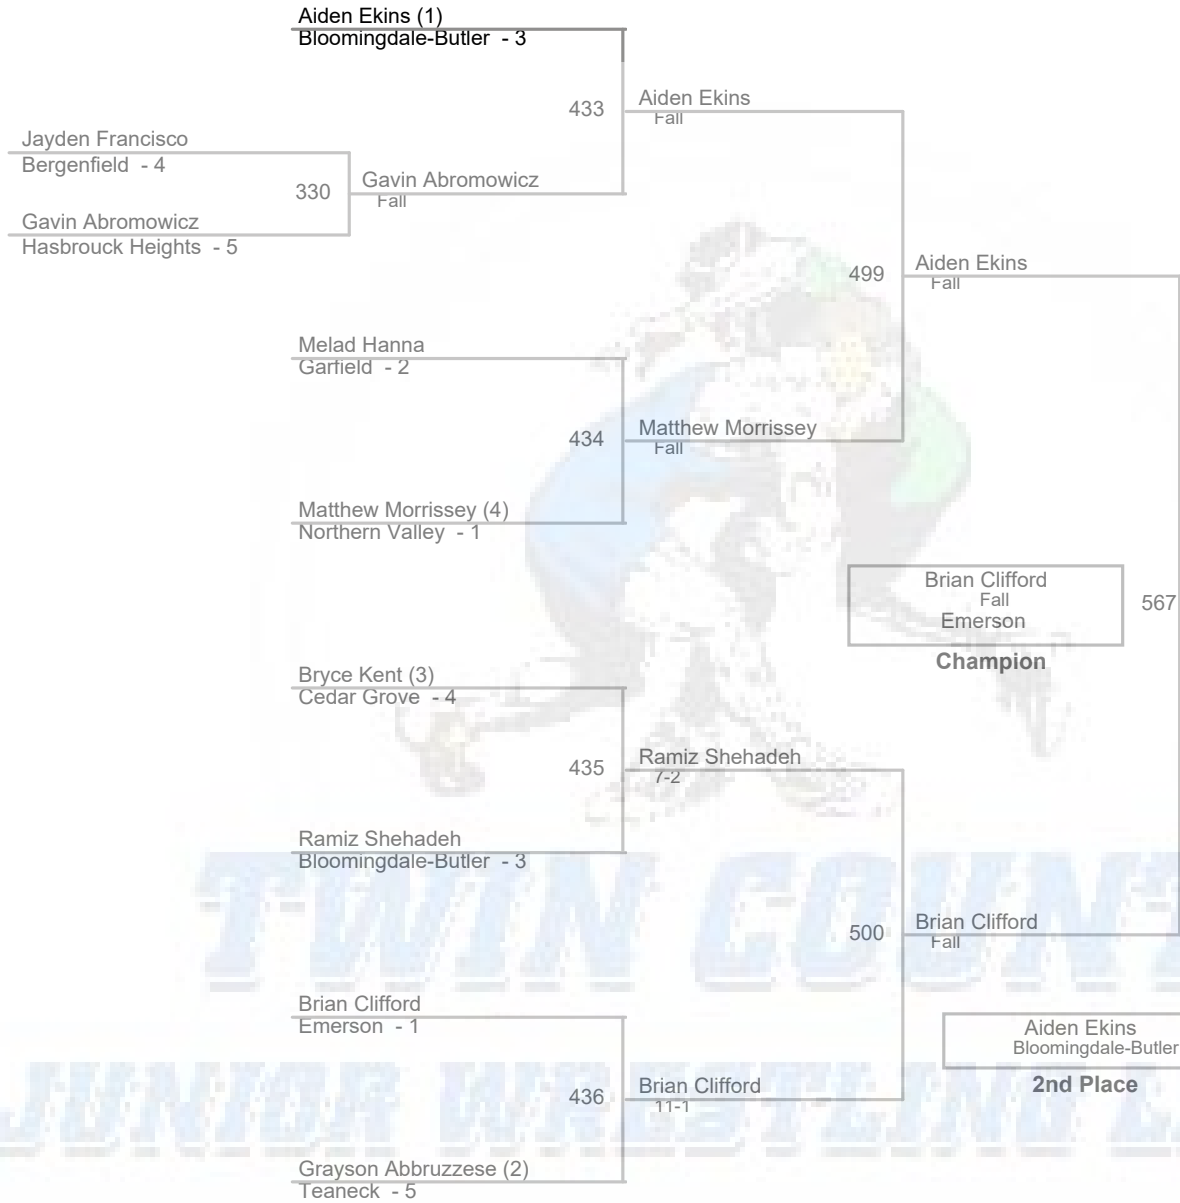 Aiden Ekins (1)
Bloomingdale-Butler - 3
433
Aiden Ekins
Fall
Jayden Francisco
Bergenfield - 4
330
Gavin Abromowicz
Fall
Gavin Abromowicz
Hasbrouck Heights - 5
499
Aiden Ekins
Fall
Melad Hanna
Garfield - 2
434
Matthew Morrissey
Fall
Matthew Morrissey (4)
Northern Valley - 1
Brian Clifford
Fall
Emerson
567
Champion
Bryce Kent (3)
Cedar Grove - 4
435
Ramiz Shehadeh
7-2
Ramiz Shehadeh
Bloomingdale-Butler - 3
TWIN COUNT
500
Brian Clifford
Fall
Brian Clifford
Emerson - 1
Aiden Ekins
Bloomingdale-Butler
2nd Place
JUNIOR WRESTLING
436
Brian Clifford
11-1
Grayson Abbruzzese (2)
Teaneck - 5